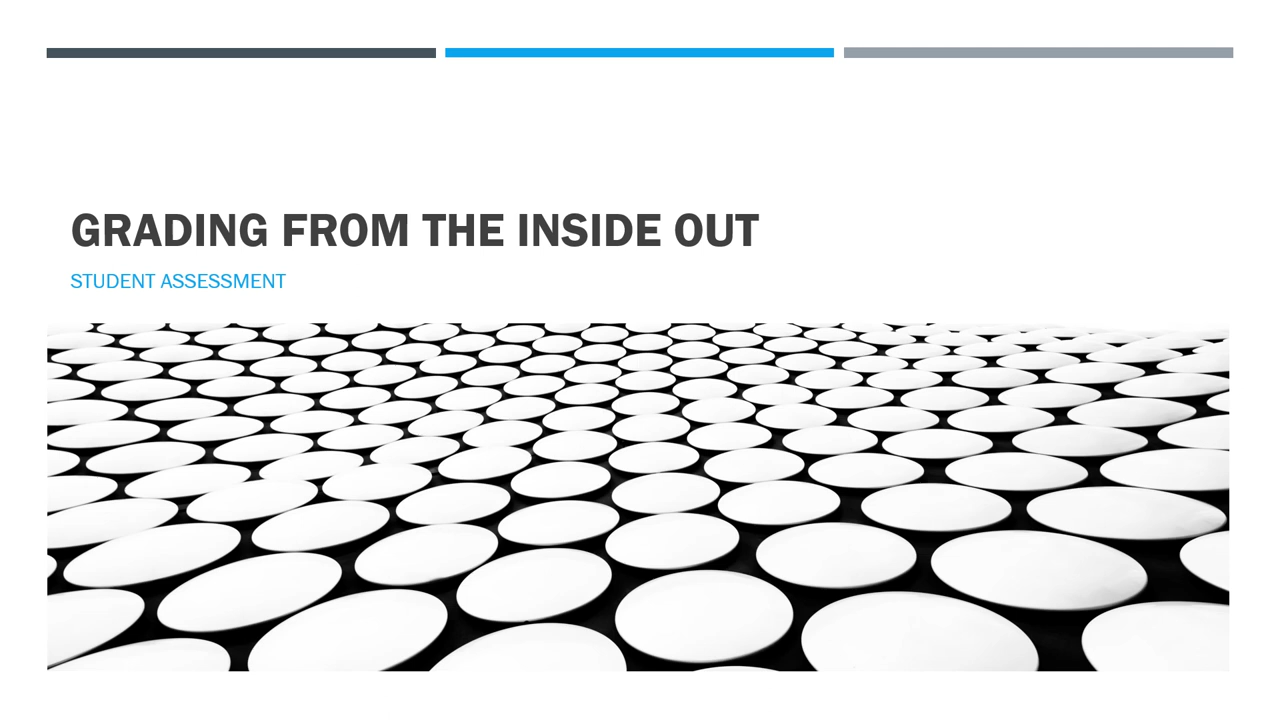 GRADING FROM THE INSIDE OUT
STUDENT ASSESSMENT